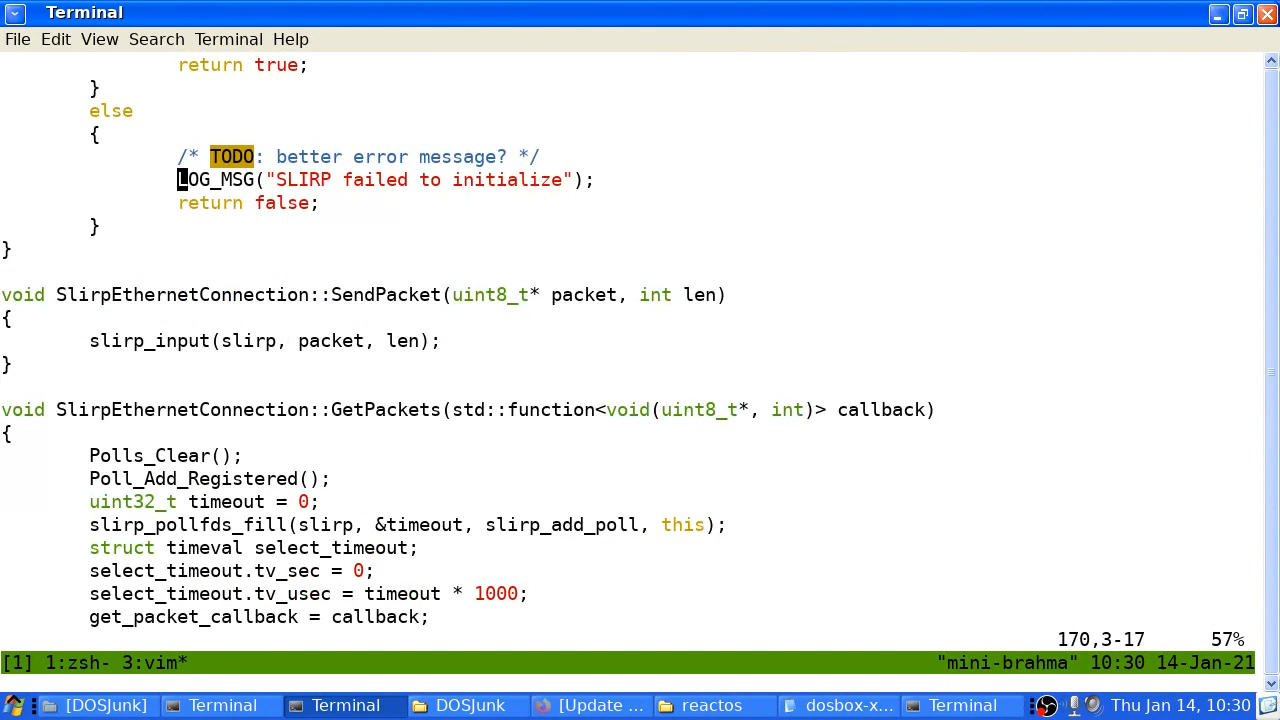 Terminal
File Edit View Search Terminal Help
return true;
}
else
{
/* TODO: better error message? */
LOG_MSG("SLIRP failed to initialize");
return false;
}
}
void SlirpEthernetConnection::SendPacket(uint8_t* packet, int len)
{
slirp_input(slirp, packet, len);
}
void SlirpEthernetConnection::GetPackets(std::function<void(uint8_t*, int)> callback)
{
Polls_Clear();
Poll_Add_Registered();
uint32_t timeout = 0;
slirp_pollfds_fill(slirp, &timeout, slirp_add_poll, this);
struct timeval select_timeout;
select_timeout.tv_sec = 0;
select_timeout.tv_usec = timeout * 1000;
get_packet_callback = callback;
170,3-17 57%
[1] 1:zsh- 3:vim* "mini-brahma" 10:30 14-Jan-21
[DOSJunk] Terminal Terminal DOSJunk [Update ... reactos dosbox-x... Terminal Thu Jan 14, 10:30